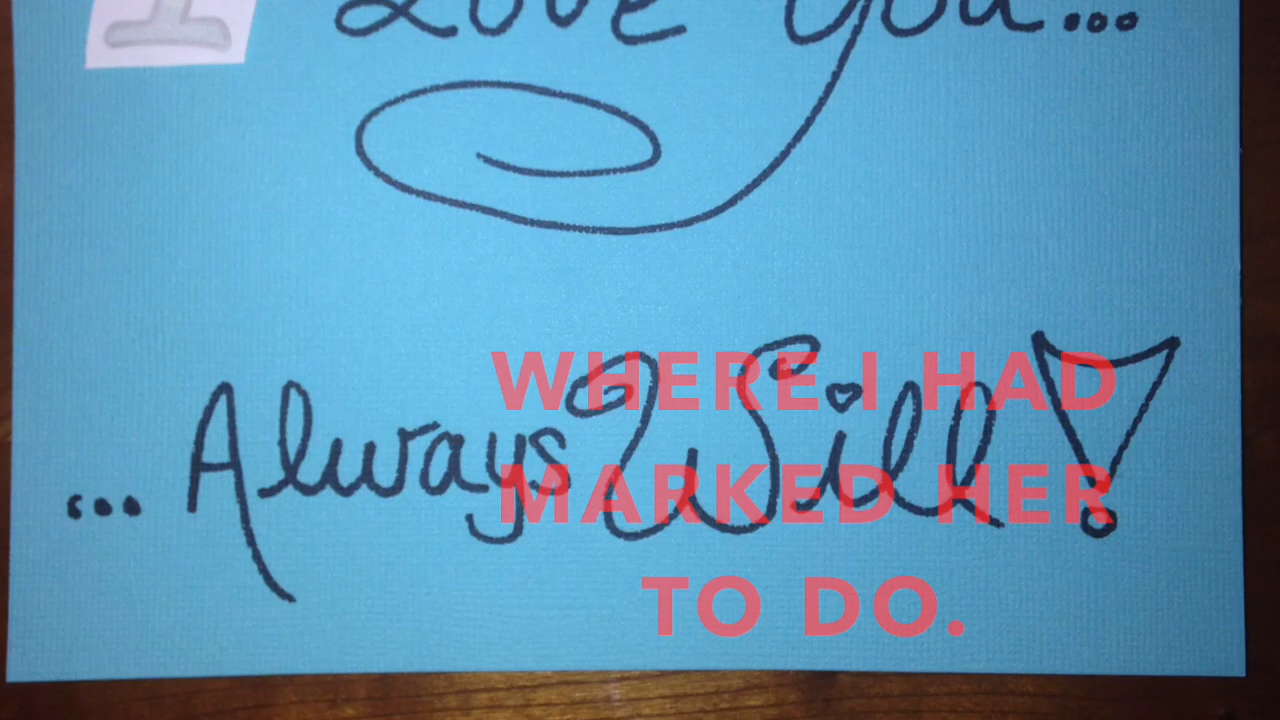 I Love You...
...Always Will!
WHERE I HAD
MARKED HER
TO DO.